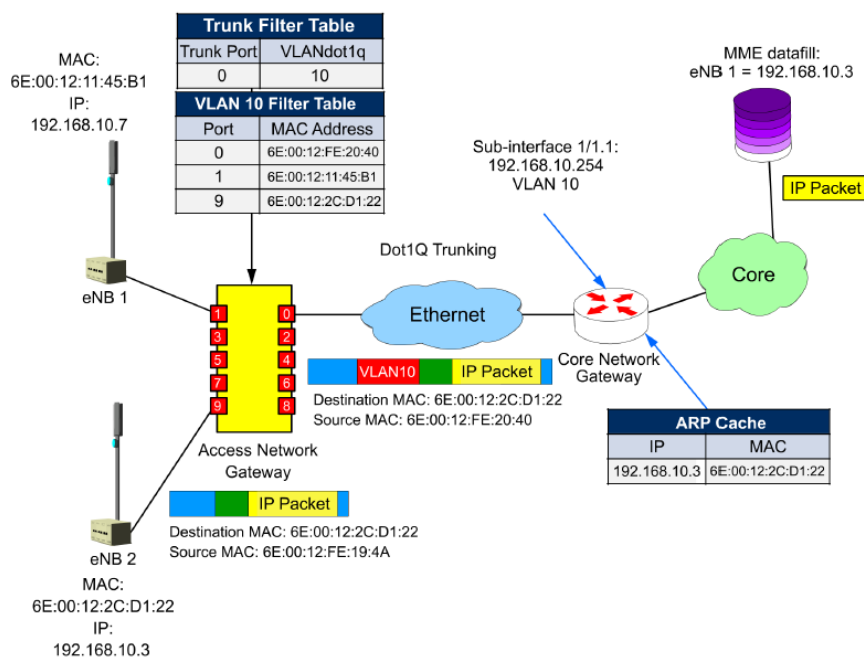 Trunk Filter Table
Trunk Port VLANdot1q
0 10
VLAN 10 Filter Table
Port MAC Address
0 6E:00:12:FE:20:40
1 6E:00:12:11:45:B1
9 6E:00:12:2C:D1:22
MAC:
6E:00:12:11:45:B1
IP:
192.168.10.7
eNB 1
MME datafill:
eNB 1 = 192.168.10.3
IP Packet
Sub-interface 1/1.1:
192.168.10.254
VLAN 10
Dot1Q Trunking
Ethernet
Core
Core Network
Gateway
1 0
3 2
5 4
7 6
9 8
Access Network
Gateway
VLAN10 IP Packet
Destination MAC: 6E:00:12:2C:D1:22
Source MAC: 6E:00:12:FE:20:40
ARP Cache
IP MAC
192.168.10.3 6E:00:12:2C:D1:22
IP Packet
Destination MAC: 6E:00:12:2C:D1:22
Source MAC: 6E:00:12:FE:19:4A
eNB 2
MAC:
6E:00:12:2C:D1:22
IP:
192.168.10.3